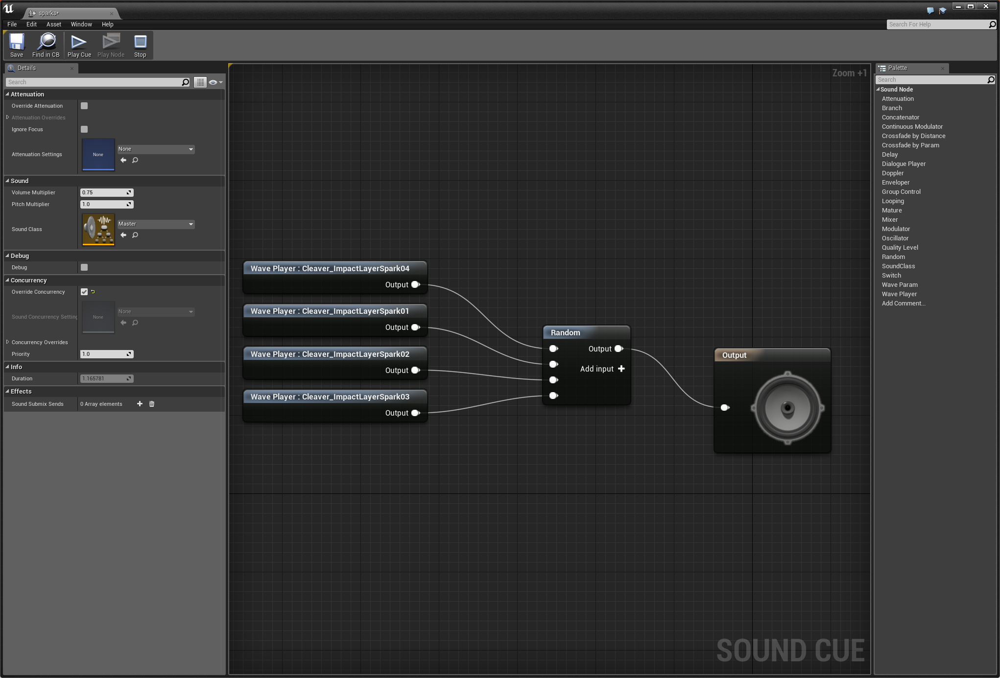 sparks*
File Edit Asset Window Help
Search For Help
Save Find in CB Play Cue Play Node Stop
Details
Search
Attenuation
Override Attenuation
Attenuation Overrides
Ignore Focus
Attenuation Settings None None
Sound
Volume Multiplier 0.75
Pitch Multiplier 1.0
Sound Class Master
Debug
Debug
Concurrency
Override Concurrency
Sound Concurrency Setting None None
Concurrency Overrides
Priority 1.0
Info
Duration 1.165781
Effects
Sound Submix Sends 0 Array elements
Zoom +1
Wave Player : Cleaver_ImpactLayerSpark04
Output
Wave Player : Cleaver_ImpactLayerSpark01
Output
Wave Player : Cleaver_ImpactLayerSpark02
Output
Wave Player : Cleaver_ImpactLayerSpark03
Output
Random
Output
Add input
Output
SOUND CUE
Palette
Search
Sound Node
Attenuation
Branch
Concatenator
Continuous Modulator
Crossfade by Distance
Crossfade by Param
Delay
Dialogue Player
Doppler
Enveloper
Group Control
Looping
Mature
Mixer
Modulator
Oscillator
Quality Level
Random
SoundClass
Switch
Wave Param
Wave Player
Add Comment...